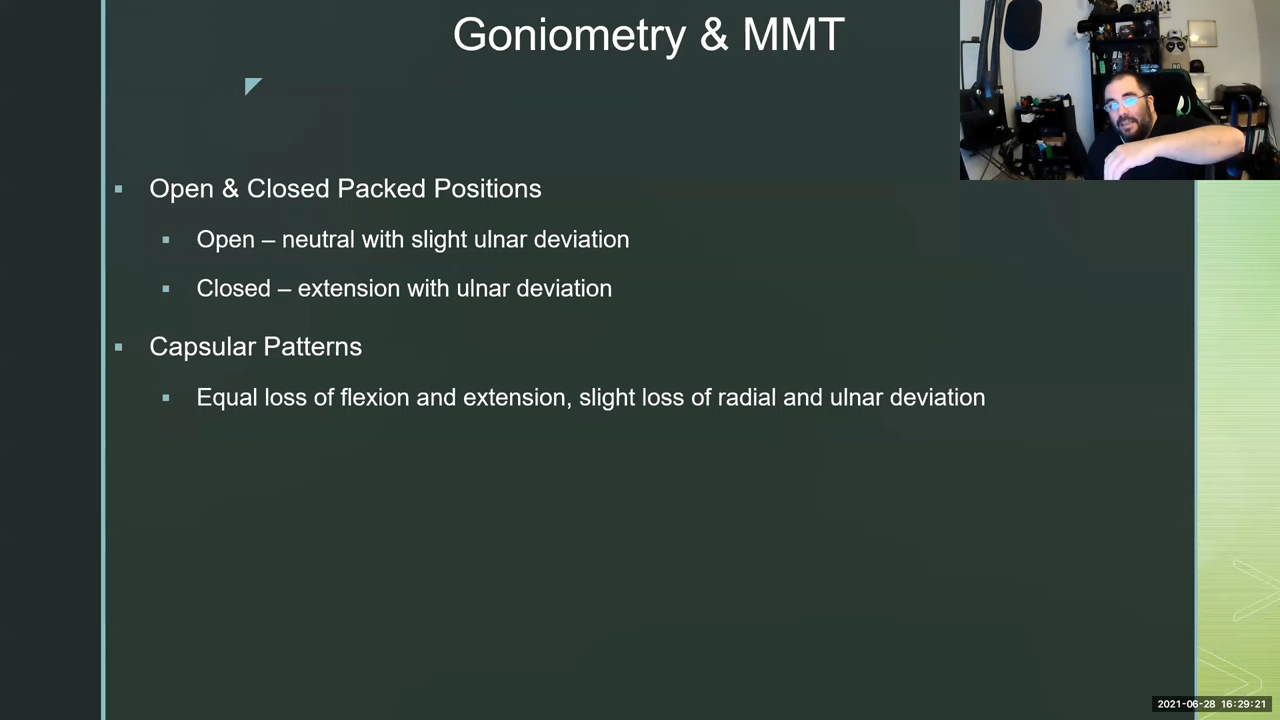 Goniometry & MMT
Open & Closed Packed Positions
Open – neutral with slight ulnar deviation
Closed – extension with ulnar deviation
Capsular Patterns
Equal loss of flexion and extension, slight loss of radial and ulnar deviation
2021-06-28 16:29:21